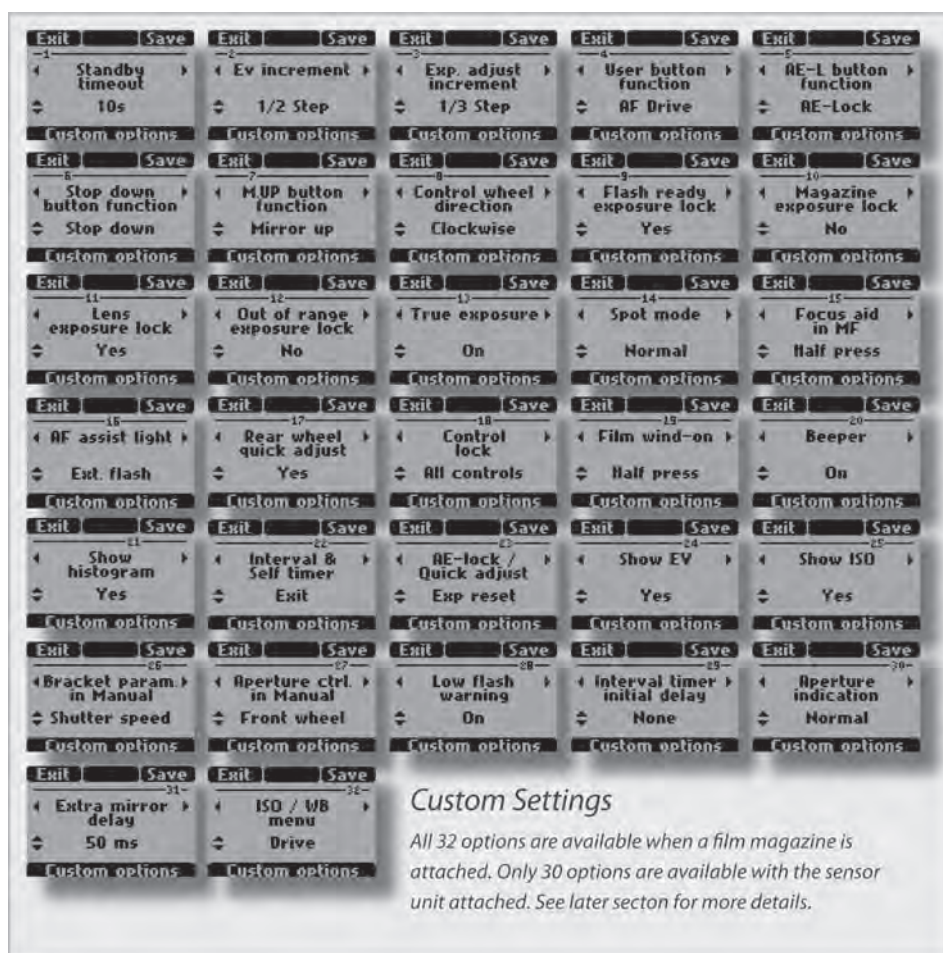 Exit Save Exit Save Exit Save Exit Save Exit Save
1 2 3 4 5
Standby timeout Ev increment Exp. adjust increment User button function AE-L button function
10s 1/2 Step 1/3 Step AF Drive AE-Lock
Custom options Custom options Custom options Custom options Custom options
Exit Save Exit Save Exit Save Exit Save Exit Save
6 7 8 9 10
Stop down button function M.UP button function Control wheel direction Flash ready exposure lock Magazine exposure lock
Stop down Mirror up Clockwise Yes No
Custom options Custom options Custom options Custom options Custom options
Exit Save Exit Save Exit Save Exit Save Exit Save
11 12 13 14 15
Lens exposure lock Out of range exposure lock True exposure Spot mode Focus aid in MF
Yes No On Normal Half press
Custom options Custom options Custom options Custom options Custom options
Exit Save Exit Save Exit Save Exit Save Exit Save
16 17 18 19 20
AF assist light Rear wheel quick adjust Control lock Film wind-on Beeper
Ext. flash Yes All controls Half press On
Custom options Custom options Custom options Custom options Custom options
Exit Save Exit Save Exit Save Exit Save Exit Save
21 22 23 24 25
Show histogram Interval & Self timer AE-lock / Quick adjust Show EV Show ISO
Yes Exit Exp reset Yes Yes
Custom options Custom options Custom options Custom options Custom options
Exit Save Exit Save Exit Save Exit Save Exit Save
26 27 28 29 30
Bracket param. in Manual Aperture ctrl. in Manual Low flash warning Interval timer initial delay Aperture indication
Shutter speed Front wheel On None Normal
Custom options Custom options Custom options Custom options Custom options
Exit Save Exit Save
31 32
Extra mirror delay ISO / WB menu
50 ms Drive
Custom options Custom options
Custom Settings
All 32 options are available when a film magazine is
attached. Only 30 options are available with the sensor
unit attached. See later secton for more details.